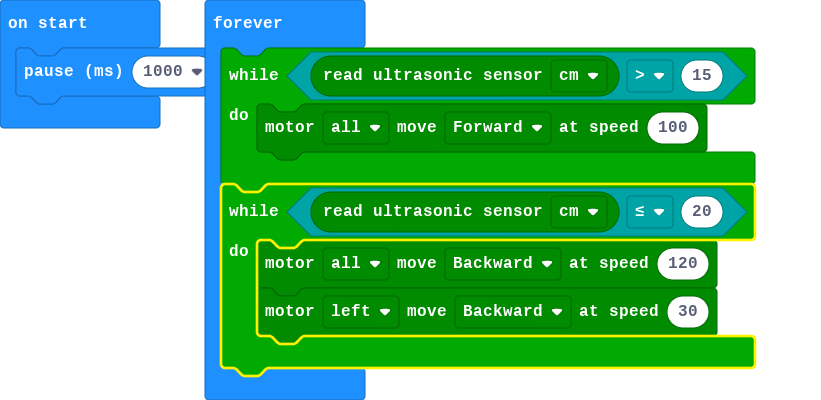 on start
pause (ms) 1000
forever
while read ultrasonic sensor cm > 15
do
motor all move Forward at speed 100
while read ultrasonic sensor cm ≤ 20
do
motor all move Backward at speed 120
motor left move Backward at speed 30